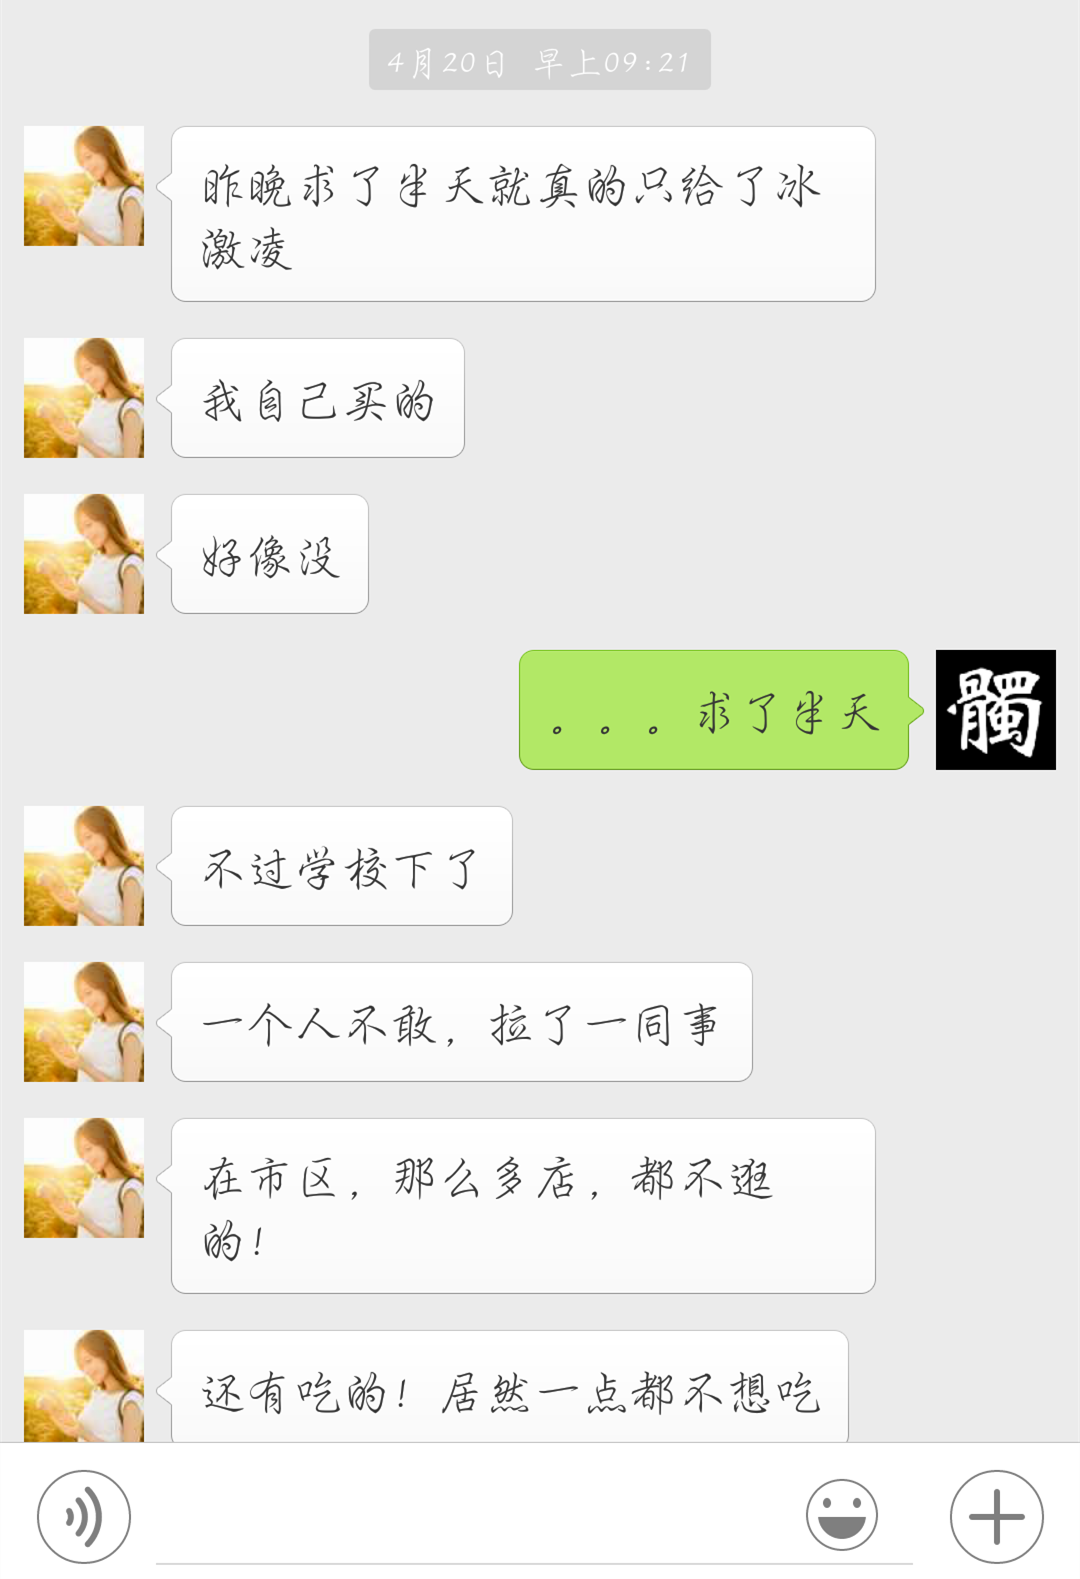 4月20日 早上09:21
昨晚求了半天就真的只给了冰
激凌
我自己买的
好像没
。。。求了半天
髑
不过学校下了
一个人不敢，拉了一同事
在市区，那么多店，都不逛
的！
还有吃的！居然一点都不想吃